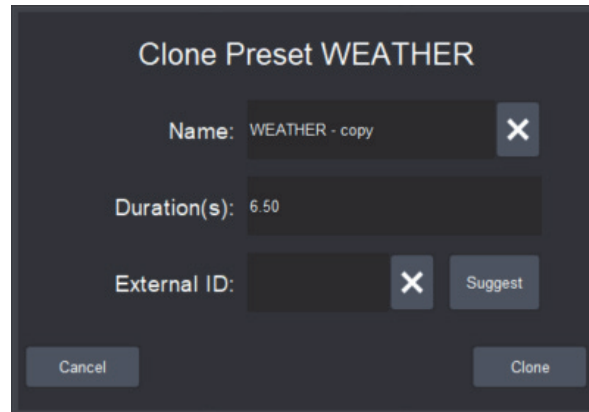 Clone Preset WEATHER
Name: WEATHER - copy
Duration(s): 6.50
External ID: Suggest
Cancel Clone